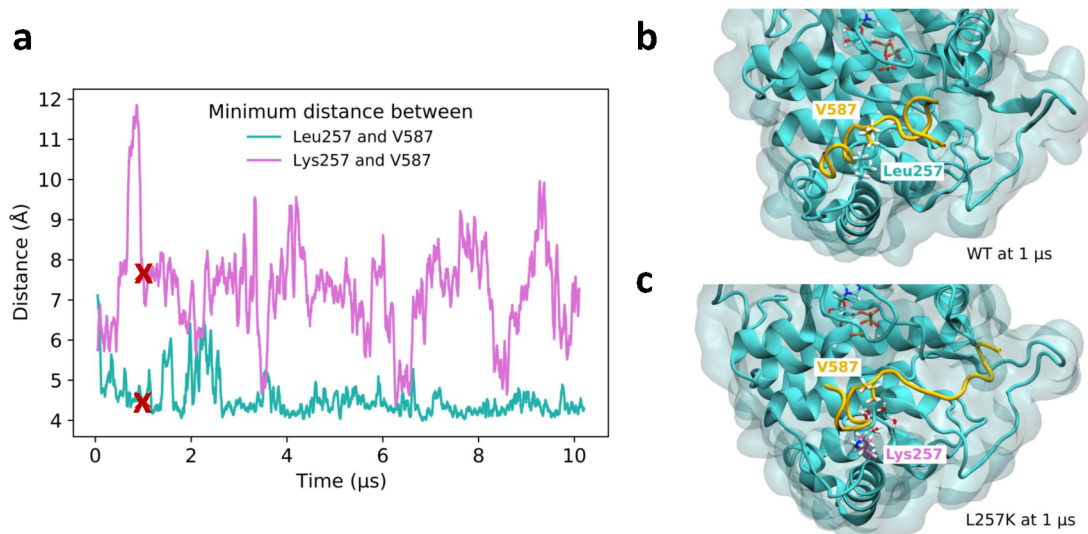 a
Minimum distance between
Leu257 and V587
Lys257 and V587
12
11
10
9
8
7
6
5
4
Distance (Å)
0
2
4
6
8
10
Time (μs)
X
X
b
V587
Leu257
WT at 1 μs
c
V587
Lys257
L257K at 1 μs